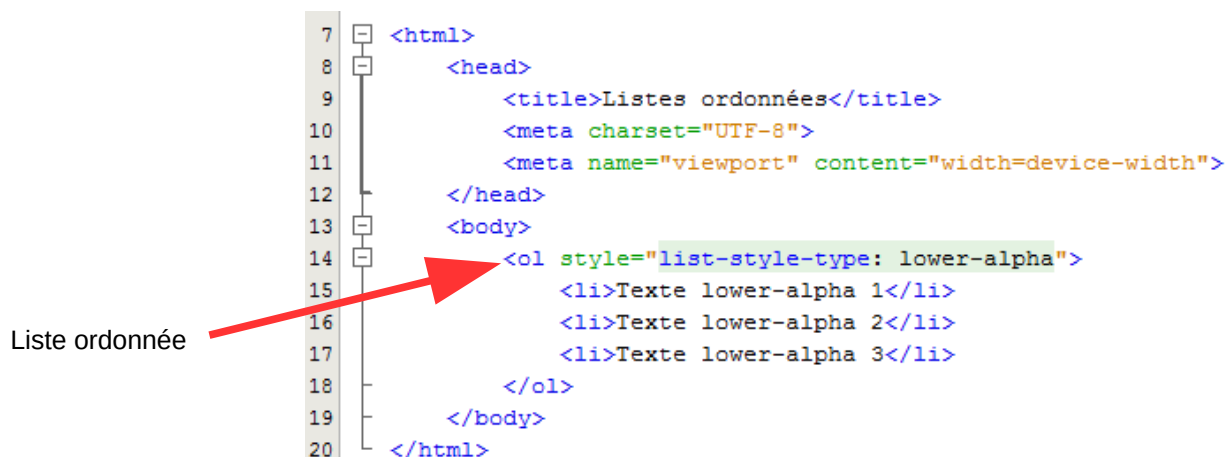 7 <html>
8 <head>
9 <title>Listes ordonnées</title>
10 <meta charset="UTF-8">
11 <meta name="viewport" content="width=device-width">
12 </head>
13 <body>
14 <ol style="list-style-type: lower-alpha">
15 <li>Texte lower-alpha 1</li>
16 <li>Texte lower-alpha 2</li>
Liste ordonnée
17 <li>Texte lower-alpha 3</li>
18 </ol>
19 </body>
20 </html>